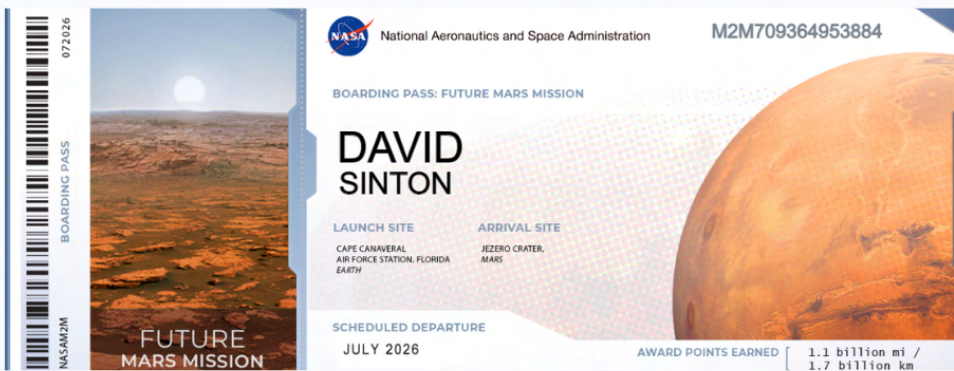 072026
BOARDING PASS
NASAM2M
FUTURE
MARS MISSION
NASA
National Aeronautics and Space Administration
M2M709364953884
BOARDING PASS: FUTURE MARS MISSION
DAVID
SINTON
LAUNCH SITE
CAPE CANAVERAL
AIR FORCE STATION, FLORIDA
EARTH
ARRIVAL SITE
JEZERO CRATER,
MARS
SCHEDULED DEPARTURE
JULY 2026
AWARD POINTS EARNED
1.1 billion mi /
1.7 billion km